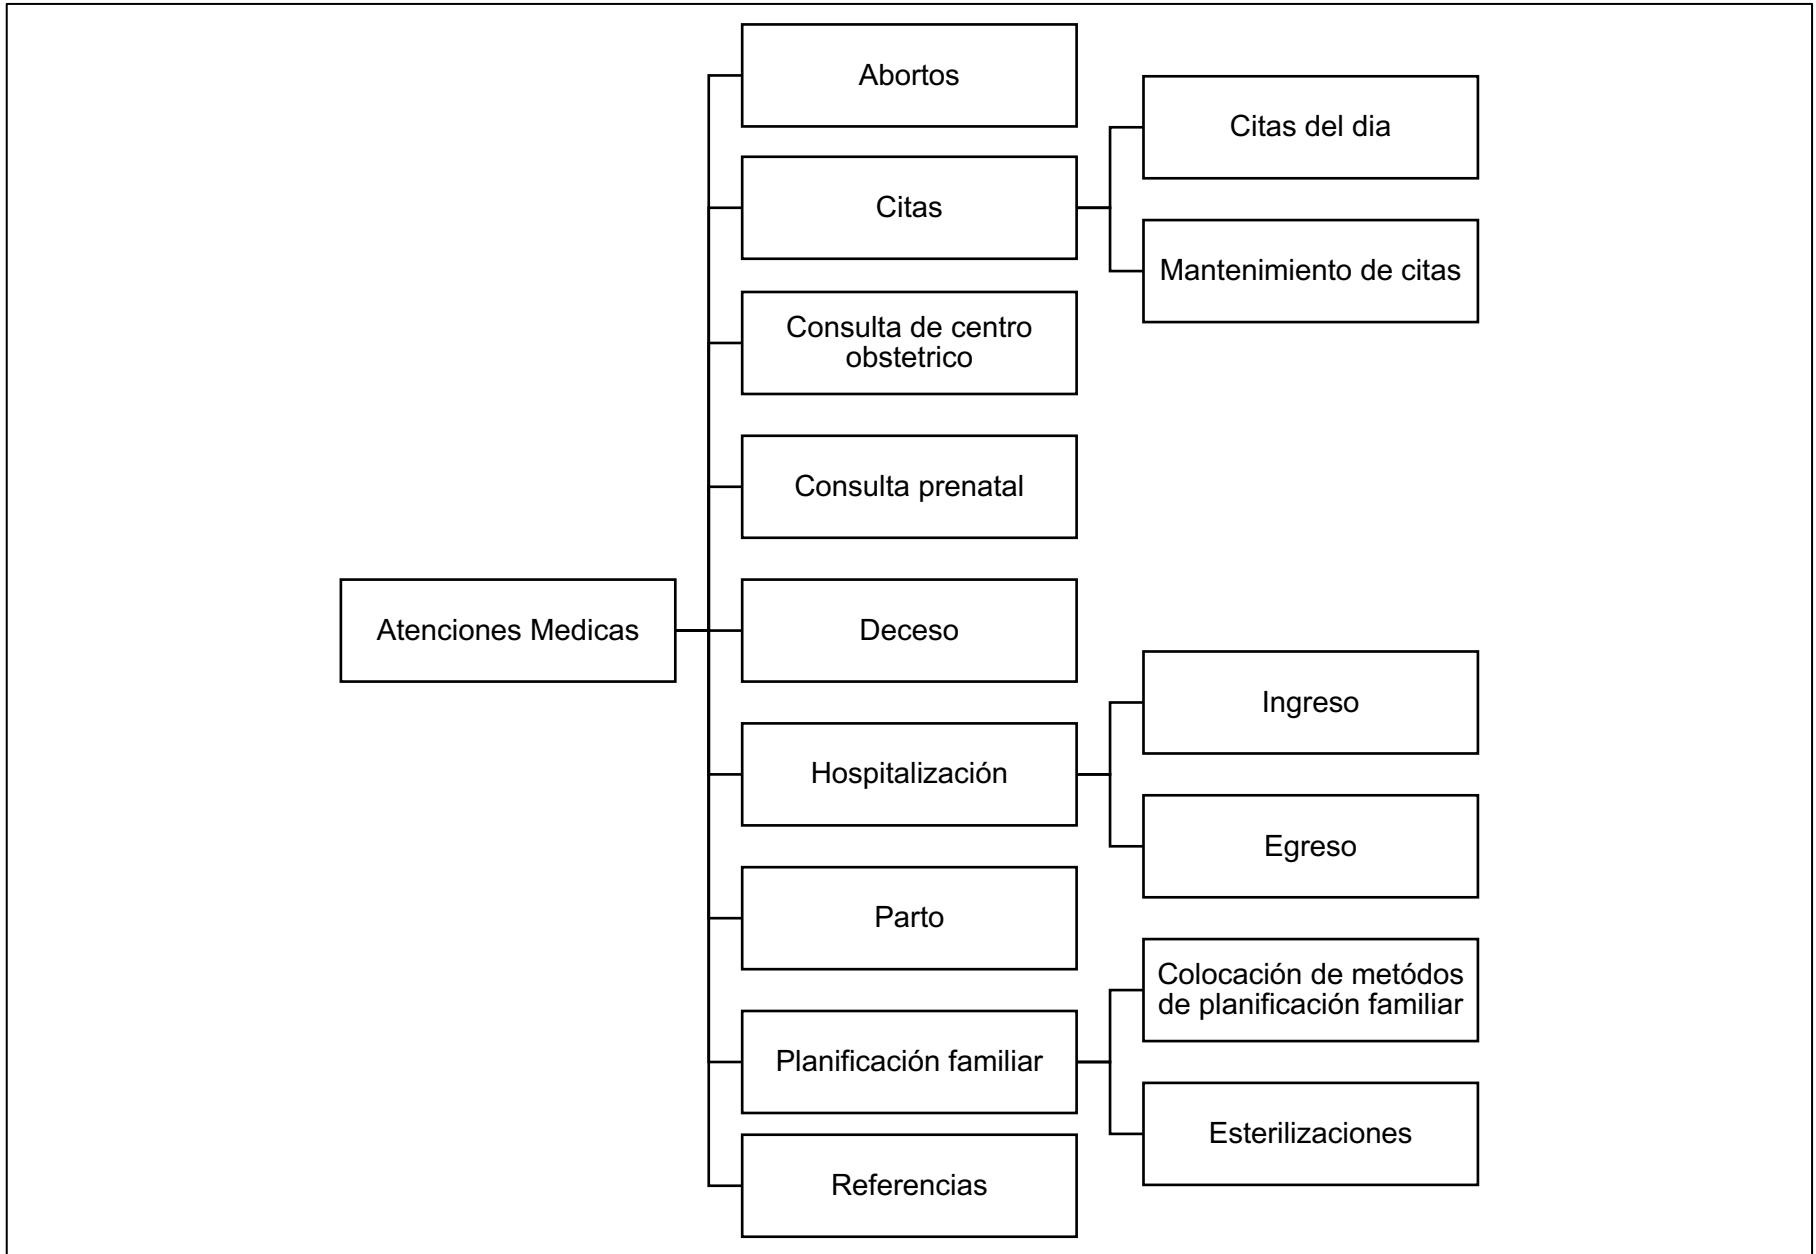 Abortos
Citas del dia
Citas
Mantenimiento de citas
Consulta de centro
obstetrico
Consulta prenatal
Atenciones Medicas
Deceso
Ingreso
Hospitalización
Egreso
Parto
Colocación de metódos
de planificación familiar
Planificación familiar
Esterilizaciones
Referencias